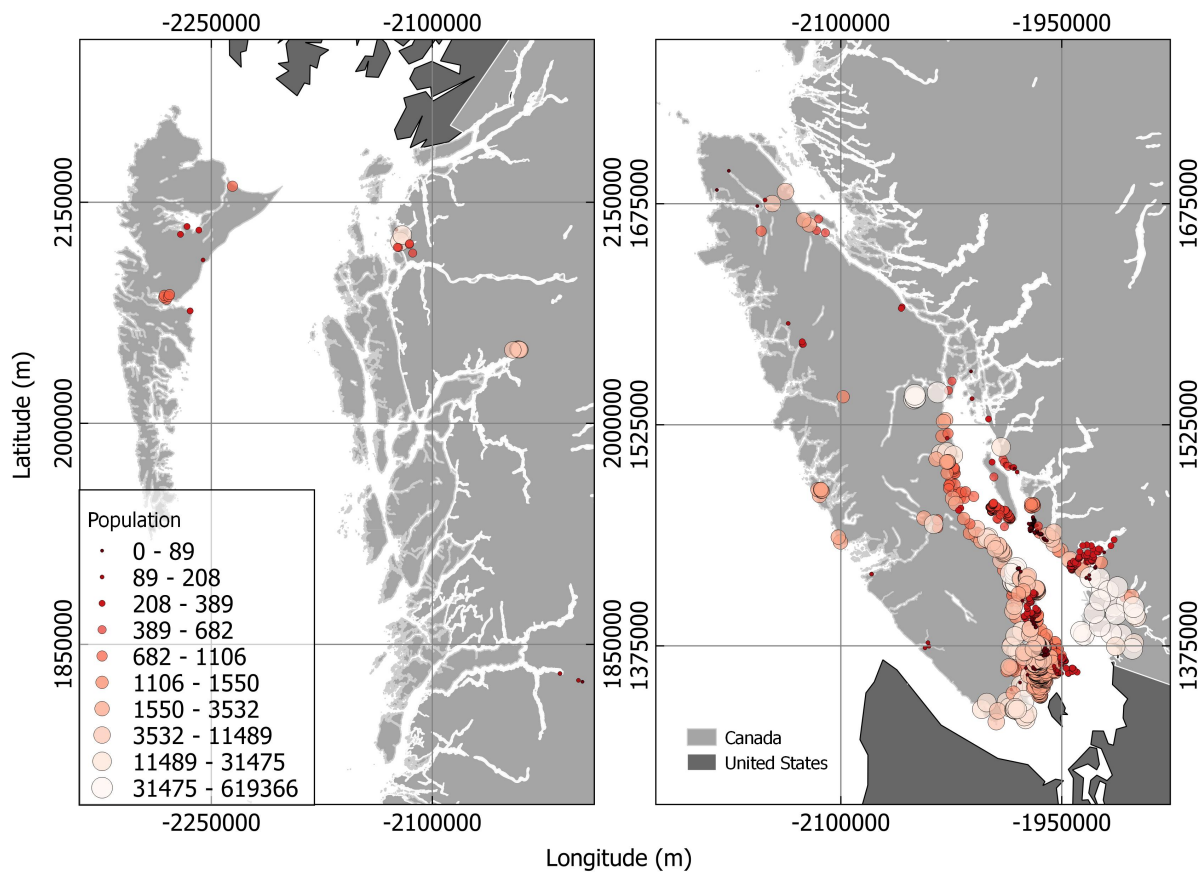 -2250000 -2100000 -2100000 -1950000
2150000 2150000 1675000 1675000
2000000 2000000 1525000 1525000
1850000 1850000 1375000 1375000
Latitude (m)
Population
0 - 89
89 - 208
208 - 389
389 - 682
682 - 1106
1106 - 1550
1550 - 3532
3532 - 11489
11489 - 31475
31475 - 619366
Canada
United States
-2250000 -2100000 -2100000 -1950000
Longitude (m)